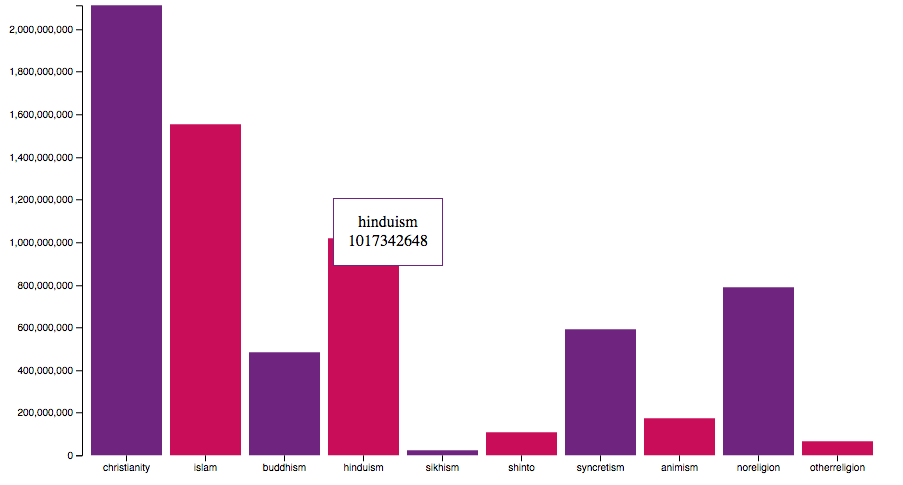 2,000,000,000
1,800,000,000
1,600,000,000
1,400,000,000
1,200,000,000
1,000,000,000
800,000,000
600,000,000
400,000,000
200,000,000
0
hinduism
1017342648
christianity
islam
buddhism
hinduism
sikhism
shinto
syncretism
animism
noreligion
otherreligion